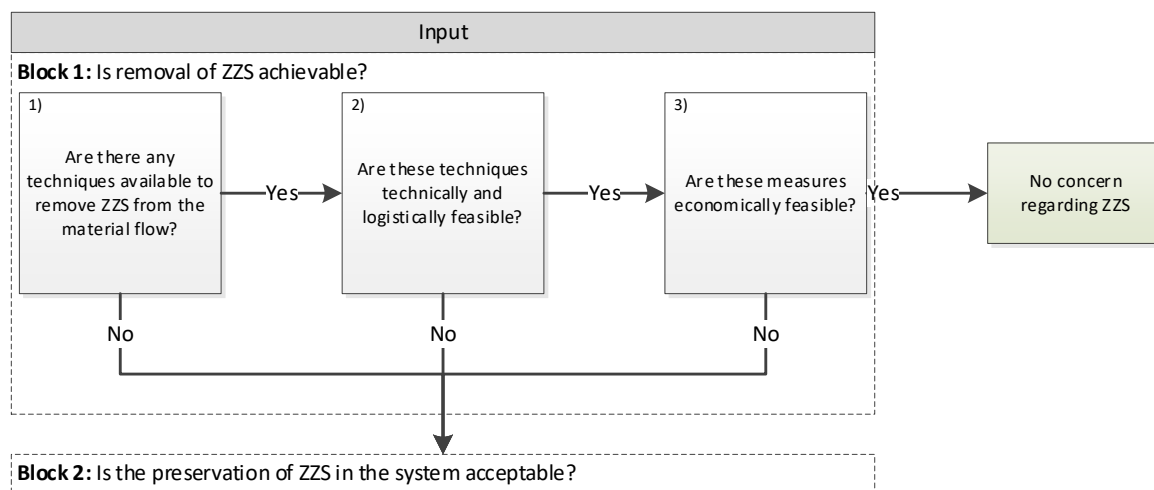 Input
Block 1: Is removal of ZZS achievable?
1)
Are there any
techniques available to
remove ZZS from the
material flow?
Yes
2)
Are these techniques
technically and
logistically feasible?
Yes
3)
Are these measures
economically feasible?
Yes
No concern
regarding ZZS
No
No
No
Block 2: Is the preservation of ZZS in the system acceptable?